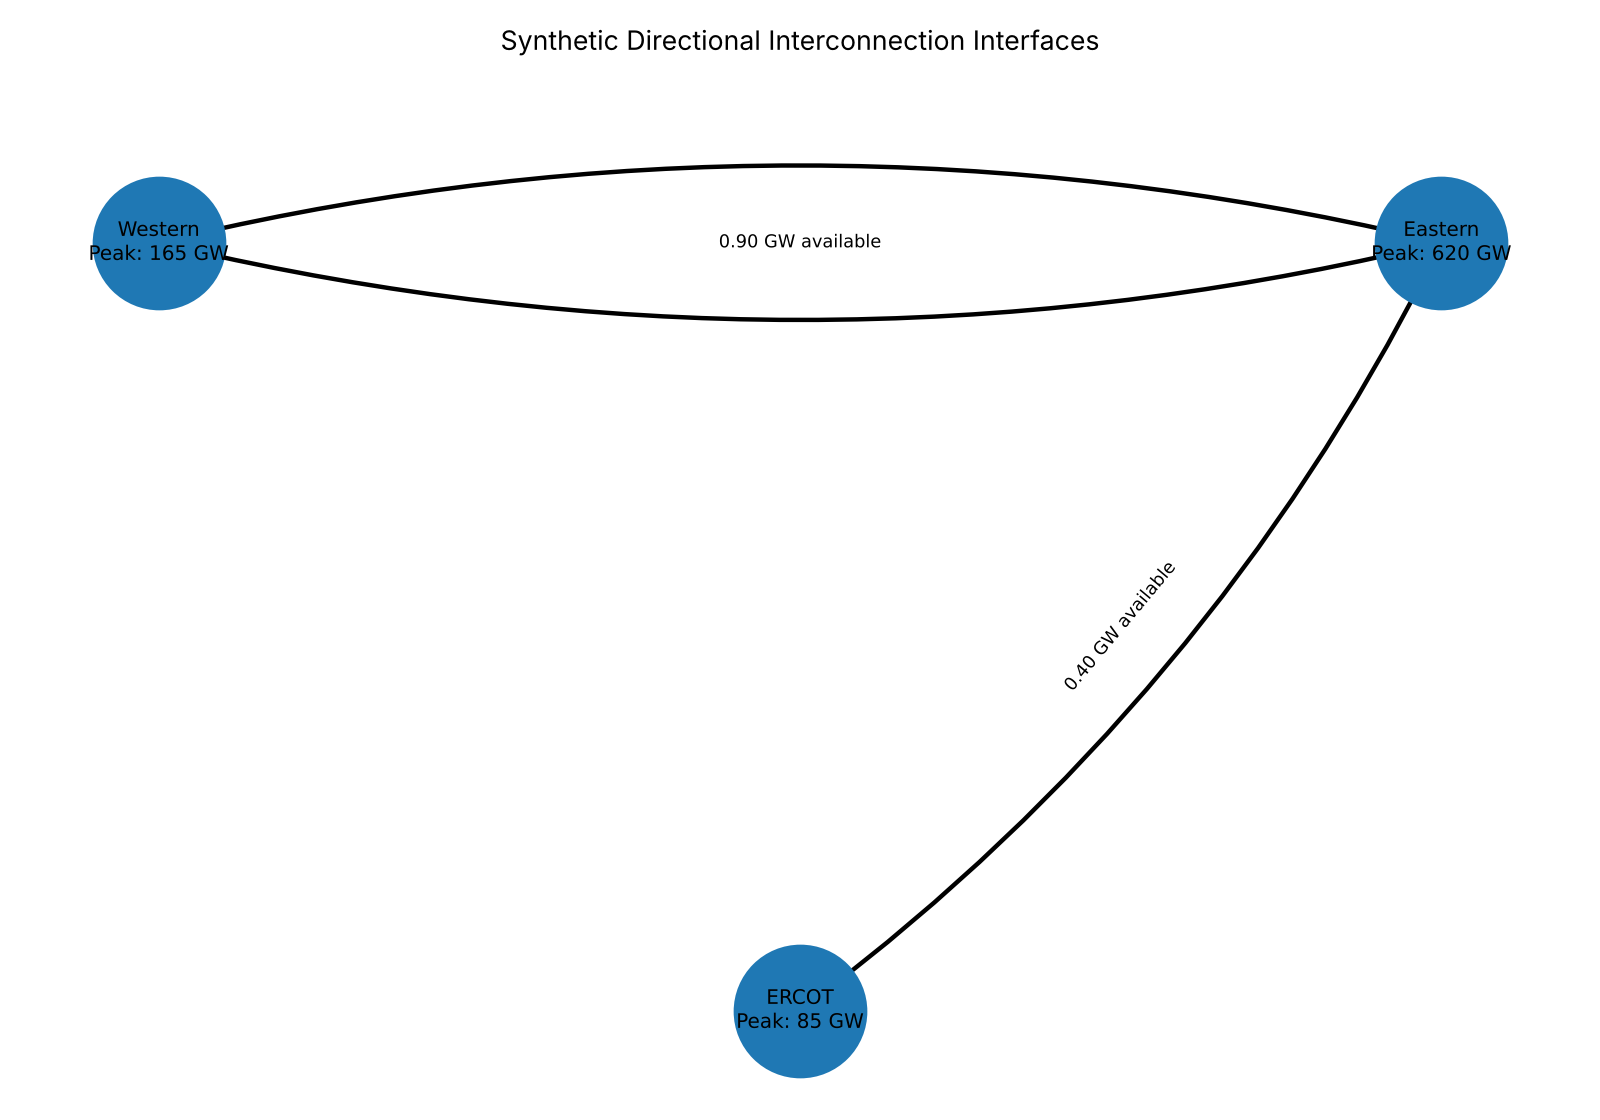 Synthetic Directional Interconnection Interfaces
Western
Peak: 165 GW
0.90 GW available
Eastern
Peak: 620 GW
0.40 GW available
ERCOT
Peak: 85 GW